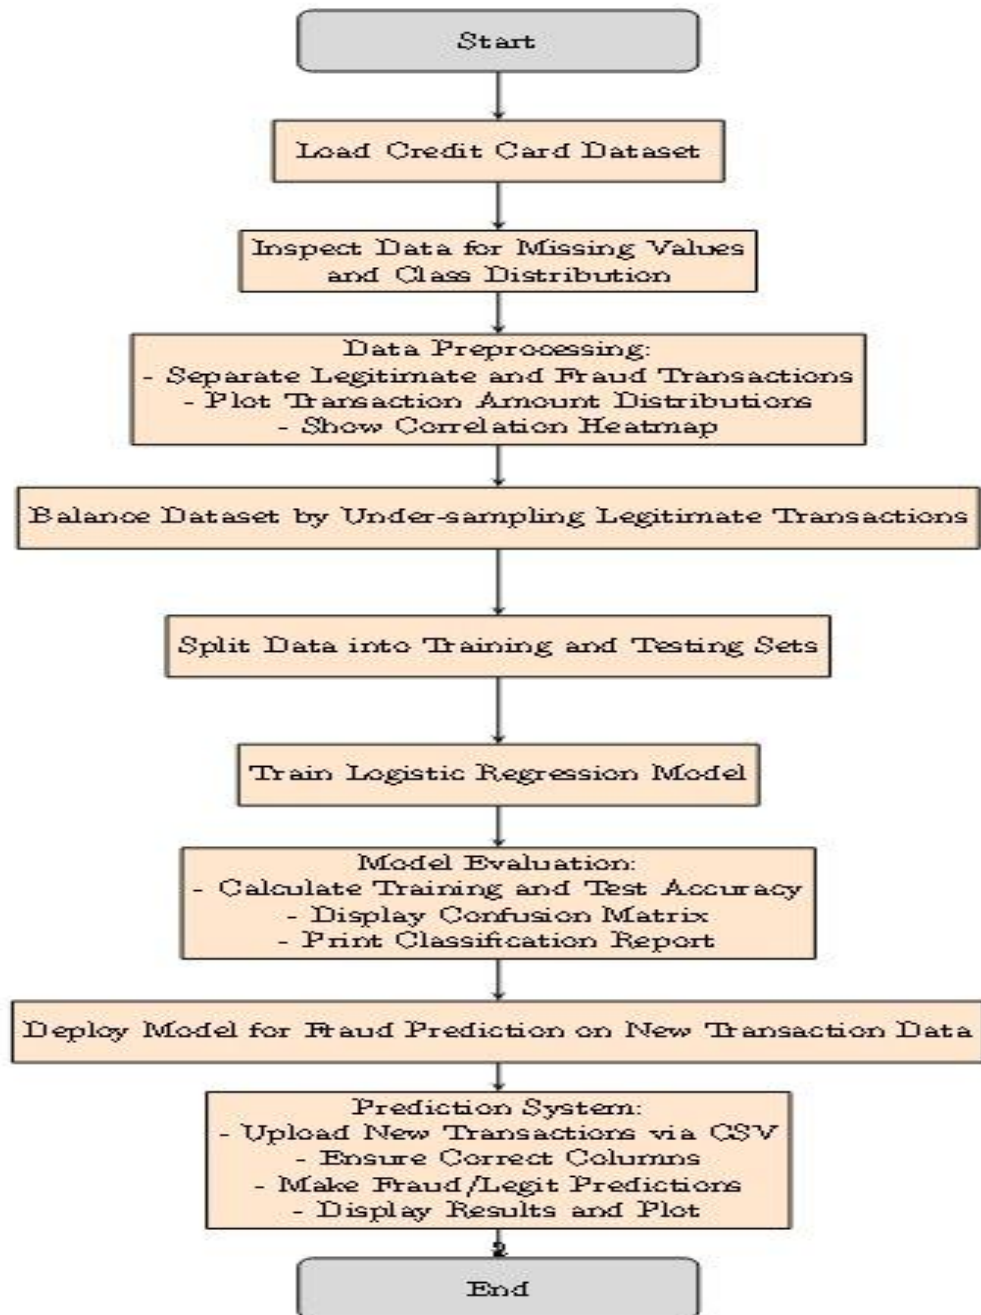 Start
Load Credit Card Dataset
Inspect Data for Missing Values
and Class Distribution
Data Preprocessing:
- Separate Legitimate and Fraud Transactions
- Plot Transaction Amount Distributions
- Show Correlation Heatmap
Balance Dataset by Under-sampling Legitimate Transactions
Split Data into Training and Testing Sets
Train Logistic Regression Model
Model Evaluation:
- Calculate Training and Test Accuracy
- Display Confusion Matrix
- Print Classification Report
Deploy Model for Fraud Prediction on New Transaction Data
Prediction System:
- Upload New Transactions via CSV
- Ensure Correct Columns
- Make Fraud/Legit Predictions
- Display Results and Plot
2
End